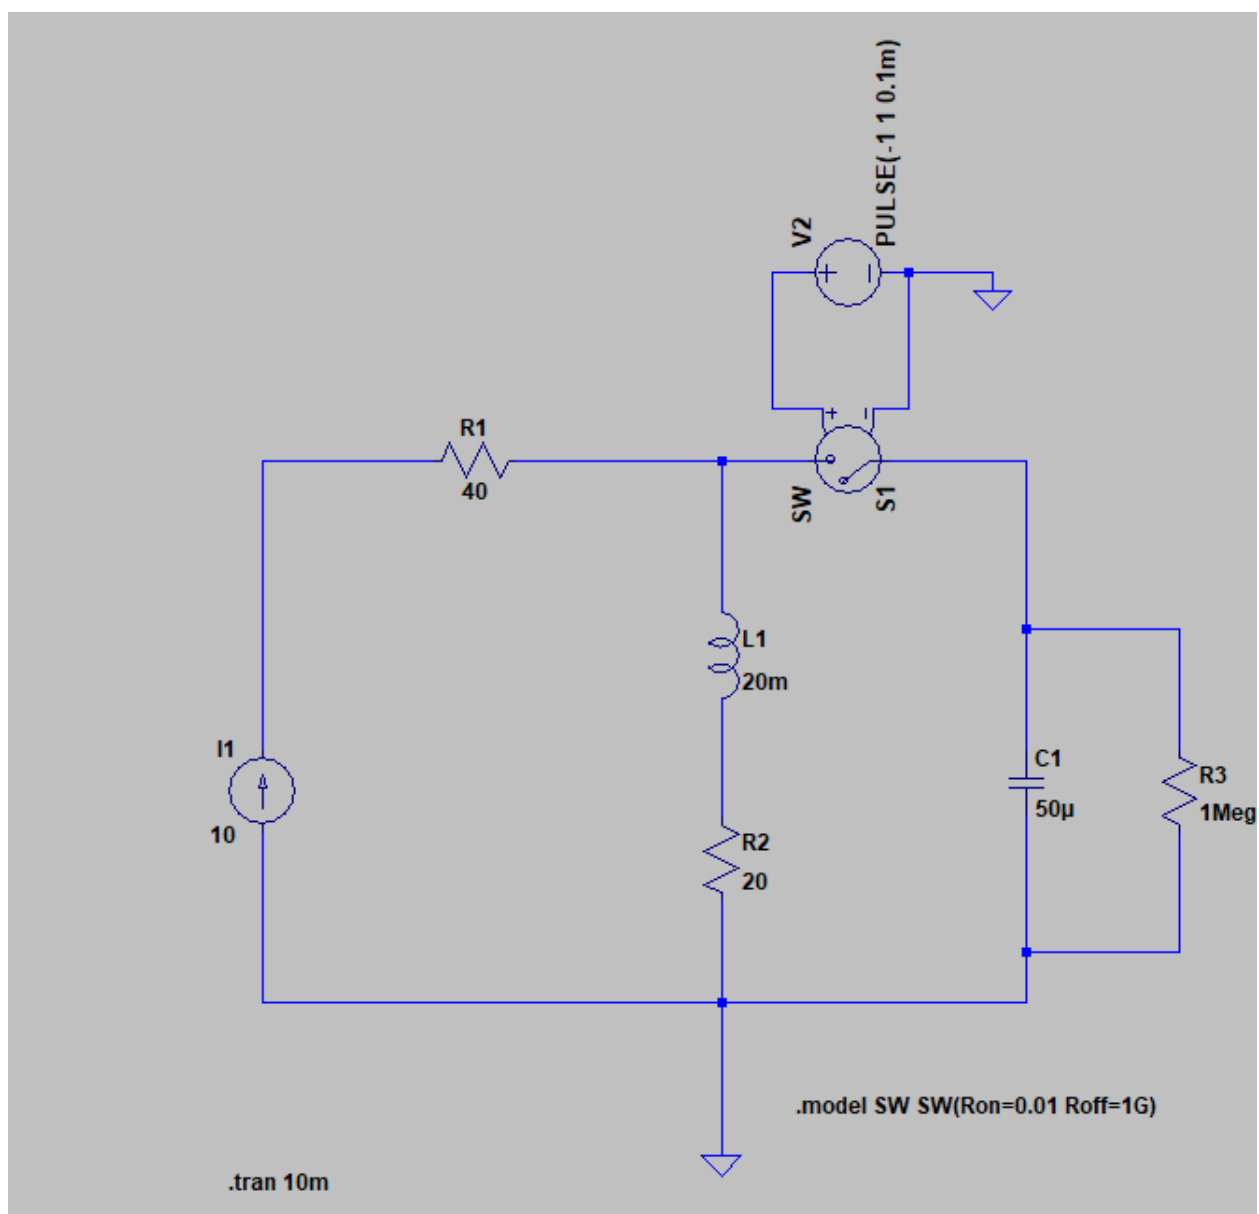 PULSE(-1 1 0.1m)
V2
R1
40
SW
S1
L1
20m
I1
10
C1
50µ
R3
1Meg
R2
20
.model SW SW(Ron=0.01 Roff=1G)
.tran 10m